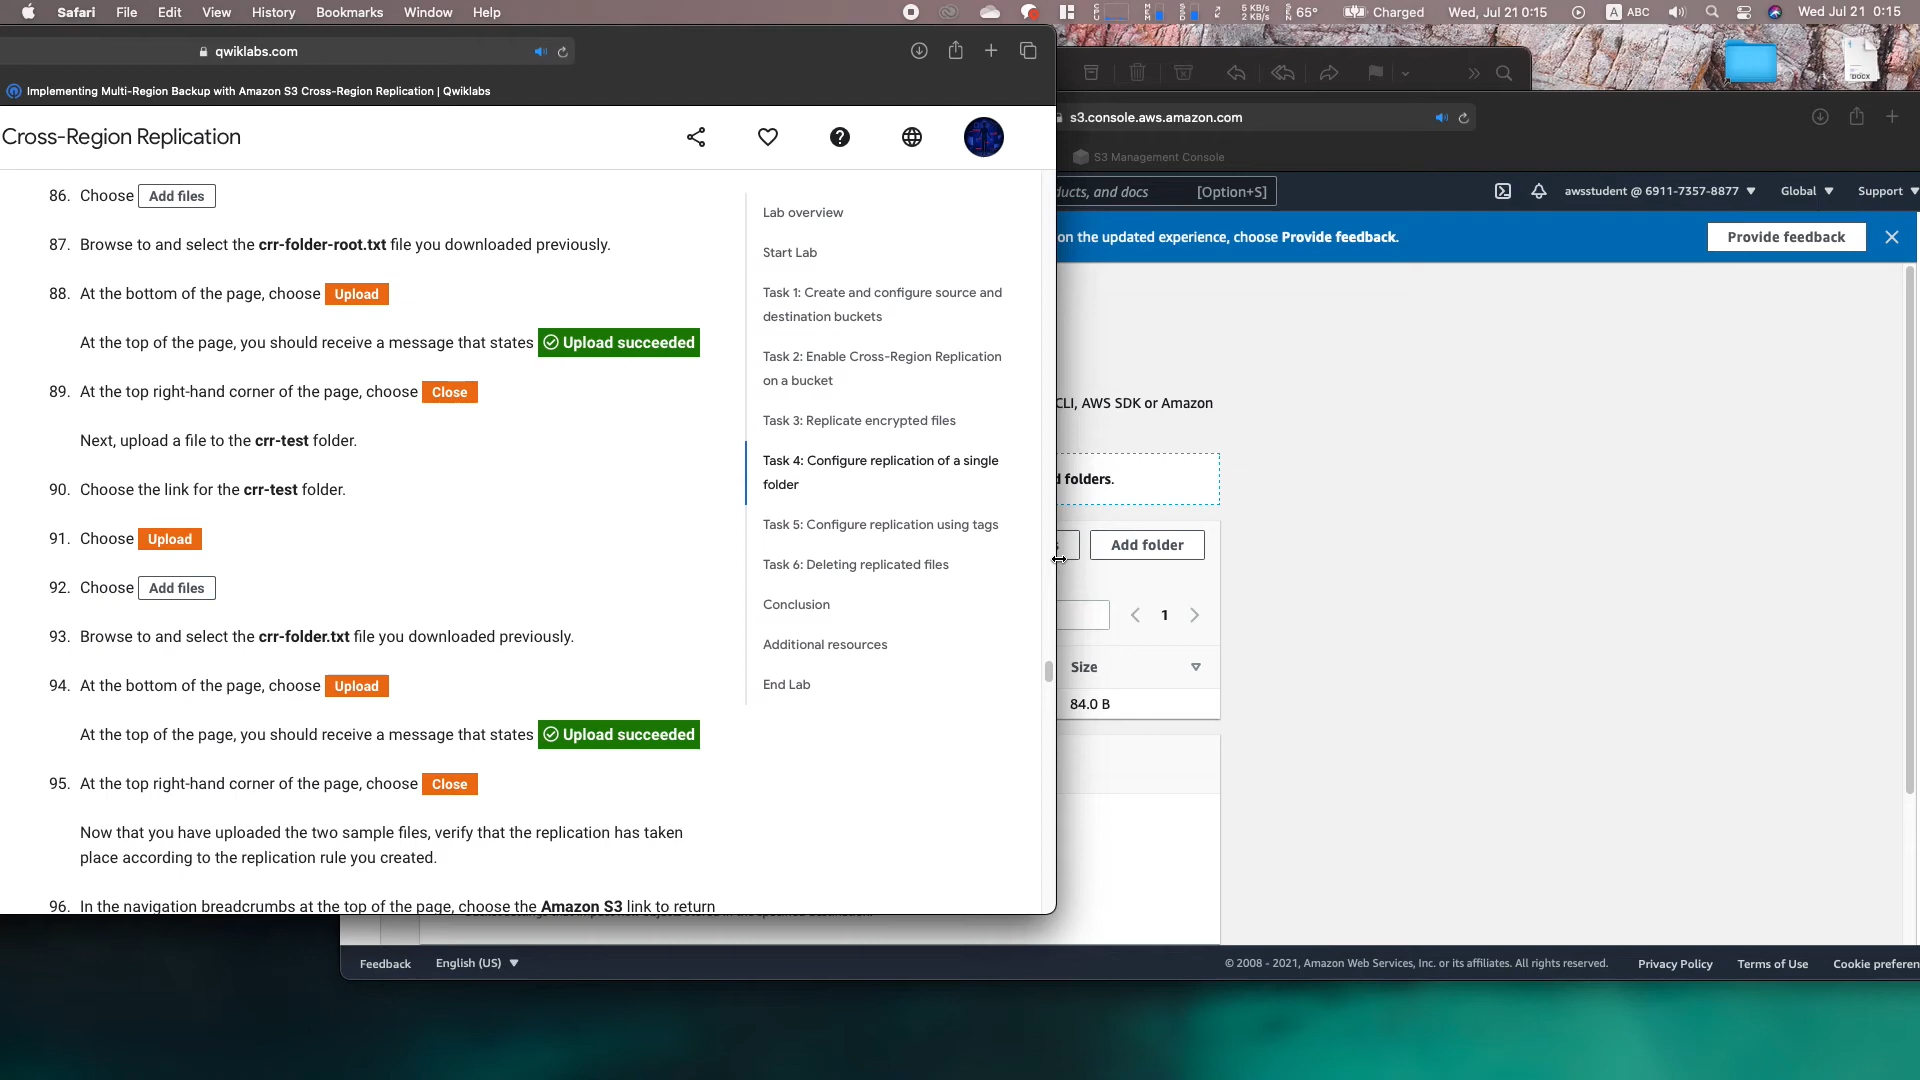 Safari File Edit View History Bookmarks Window Help
5 KB/s
2 KB/s
65°
Charged
Wed, Jul 21 0:15
A ABC
Wed Jul 21 0:15
qwiklabs.com
Implementing Multi-Region Backup with Amazon S3 Cross-Region Replication | Qwiklabs
DOCX
Cross-Region Replication
86. Choose Add files
87. Browse to and select the crr-folder-root.txt file you downloaded previously.
88. At the bottom of the page, choose Upload
At the top of the page, you should receive a message that states Upload succeeded
89. At the top right-hand corner of the page, choose Close
Next, upload a file to the crr-test folder.
90. Choose the link for the crr-test folder.
91. Choose Upload
92. Choose Add files
93. Browse to and select the crr-folder.txt file you downloaded previously.
94. At the bottom of the page, choose Upload
At the top of the page, you should receive a message that states Upload succeeded
95. At the top right-hand corner of the page, choose Close
Now that you have uploaded the two sample files, verify that the replication has taken
place according to the replication rule you created.
96. In the navigation breadcrumbs at the top of the page, choose the Amazon S3 link to return
Lab overview
Start Lab
Task 1: Create and configure source and
destination buckets
Task 2: Enable Cross-Region Replication
on a bucket
Task 3: Replicate encrypted files
Task 4: Configure replication of a single
folder
Task 5: Configure replication using tags
Task 6: Deleting replicated files
Conclusion
Additional resources
End Lab
s3.console.aws.amazon.com
S3 Management Console
ducts, and docs [Option+S]
awsstudent @ 6911-7357-8877 Global Support
on the updated experience, choose Provide feedback.
Provide feedback
CLI, AWS SDK or Amazon
d folders.
Add folder
1
Size
84.0 B
Feedback English (US)
© 2008 - 2021, Amazon Web Services, Inc. or its affiliates. All rights reserved. Privacy Policy Terms of Use Cookie preferen